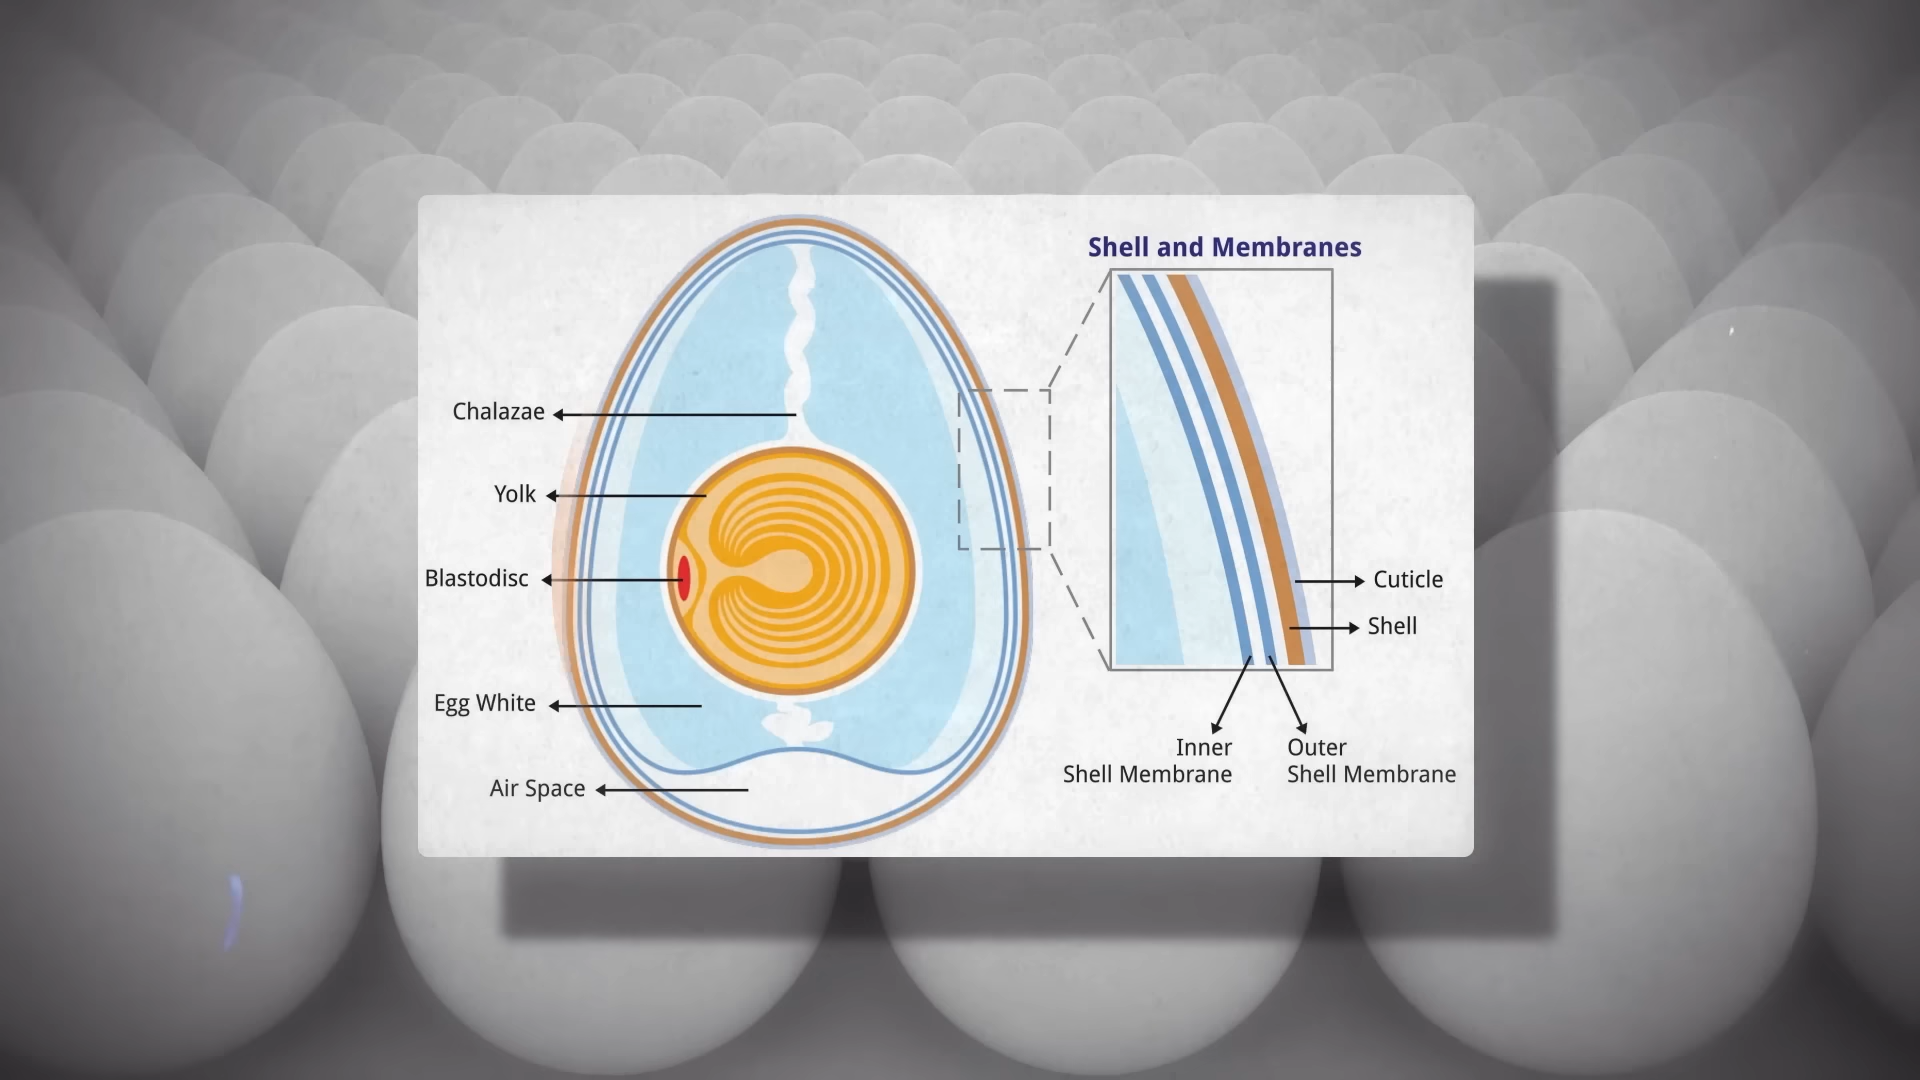 Shell and Membranes
Chalazae
Yolk
Blastodisc
Egg White
Air Space
Cuticle
Shell
Inner
Shell Membrane
Outer
Shell Membrane